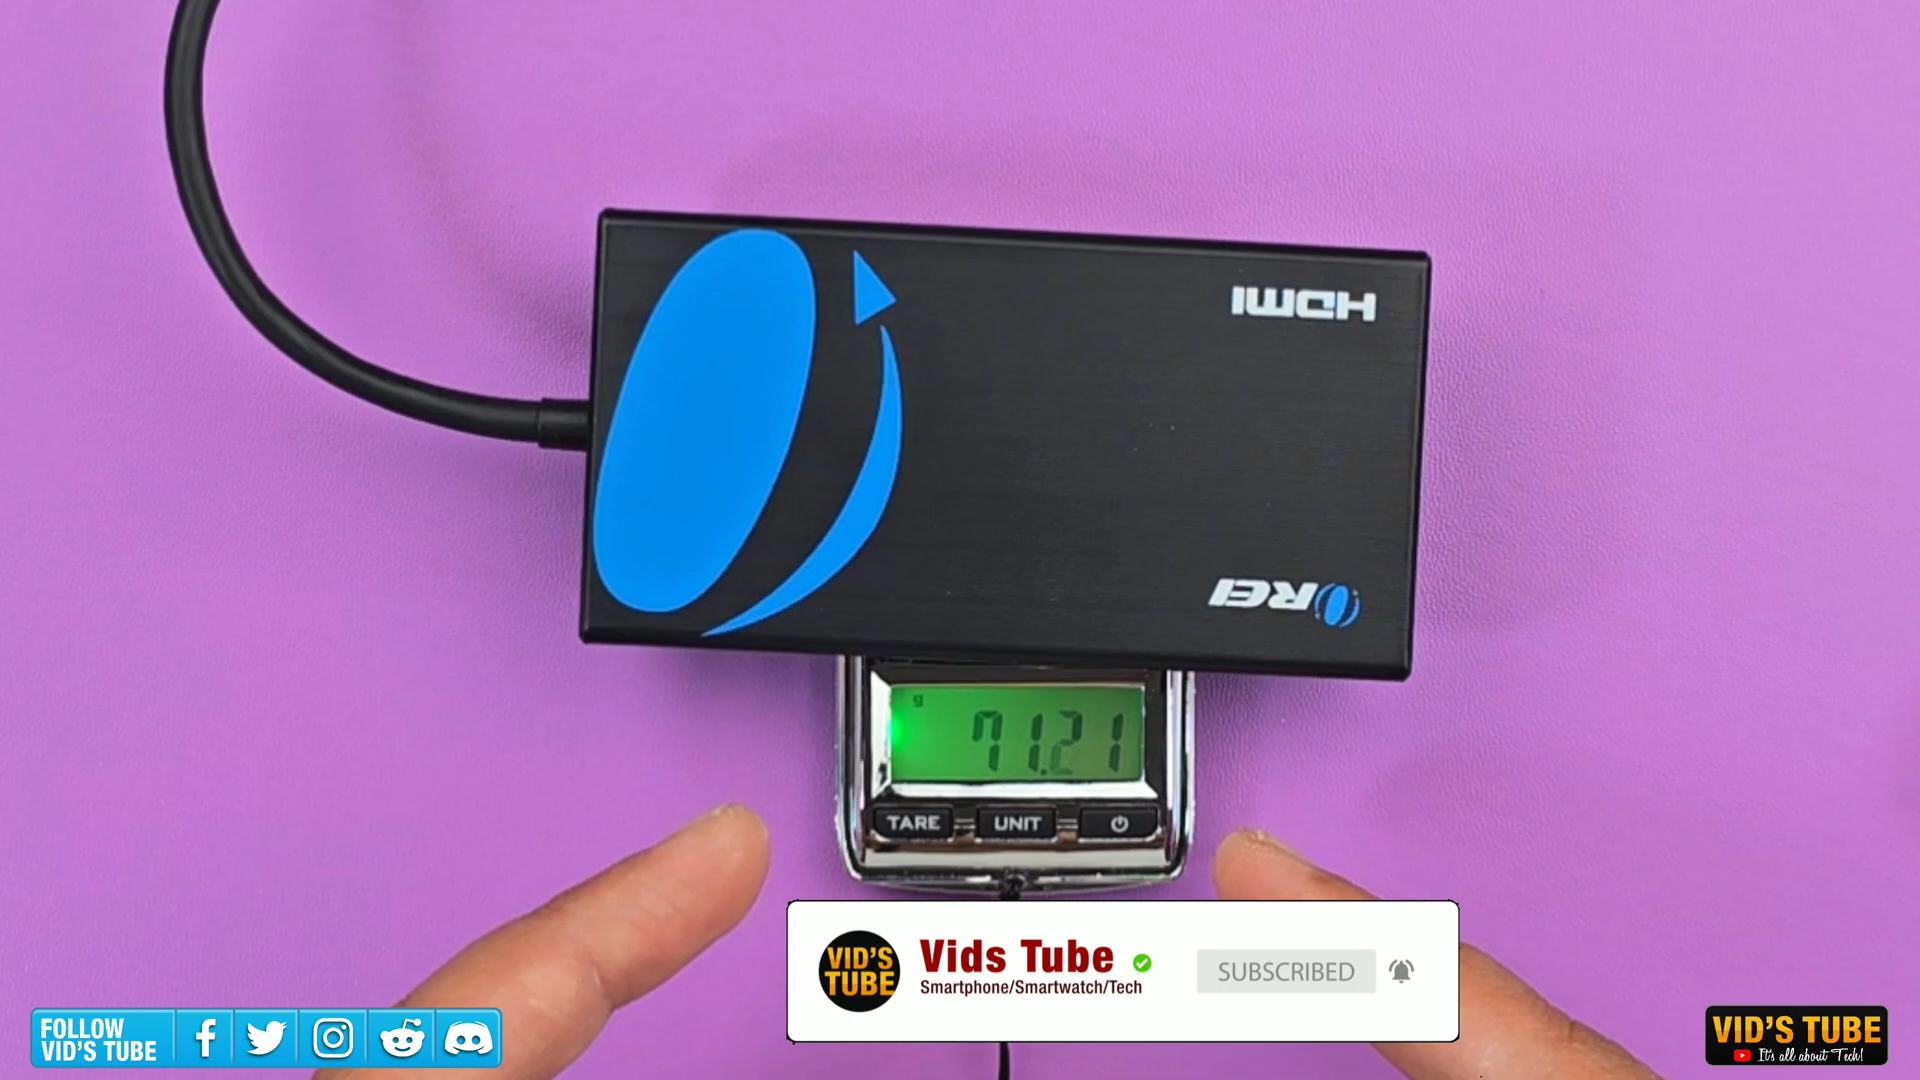 HDMI
OREI
g
71.21
TARE
UNIT
VID'S
TUBE
Vids Tube
Smartphone/Smartwatch/Tech
SUBSCRIBED
FOLLOW
VID'S TUBE
VID'S TUBE
It's all about Tech!